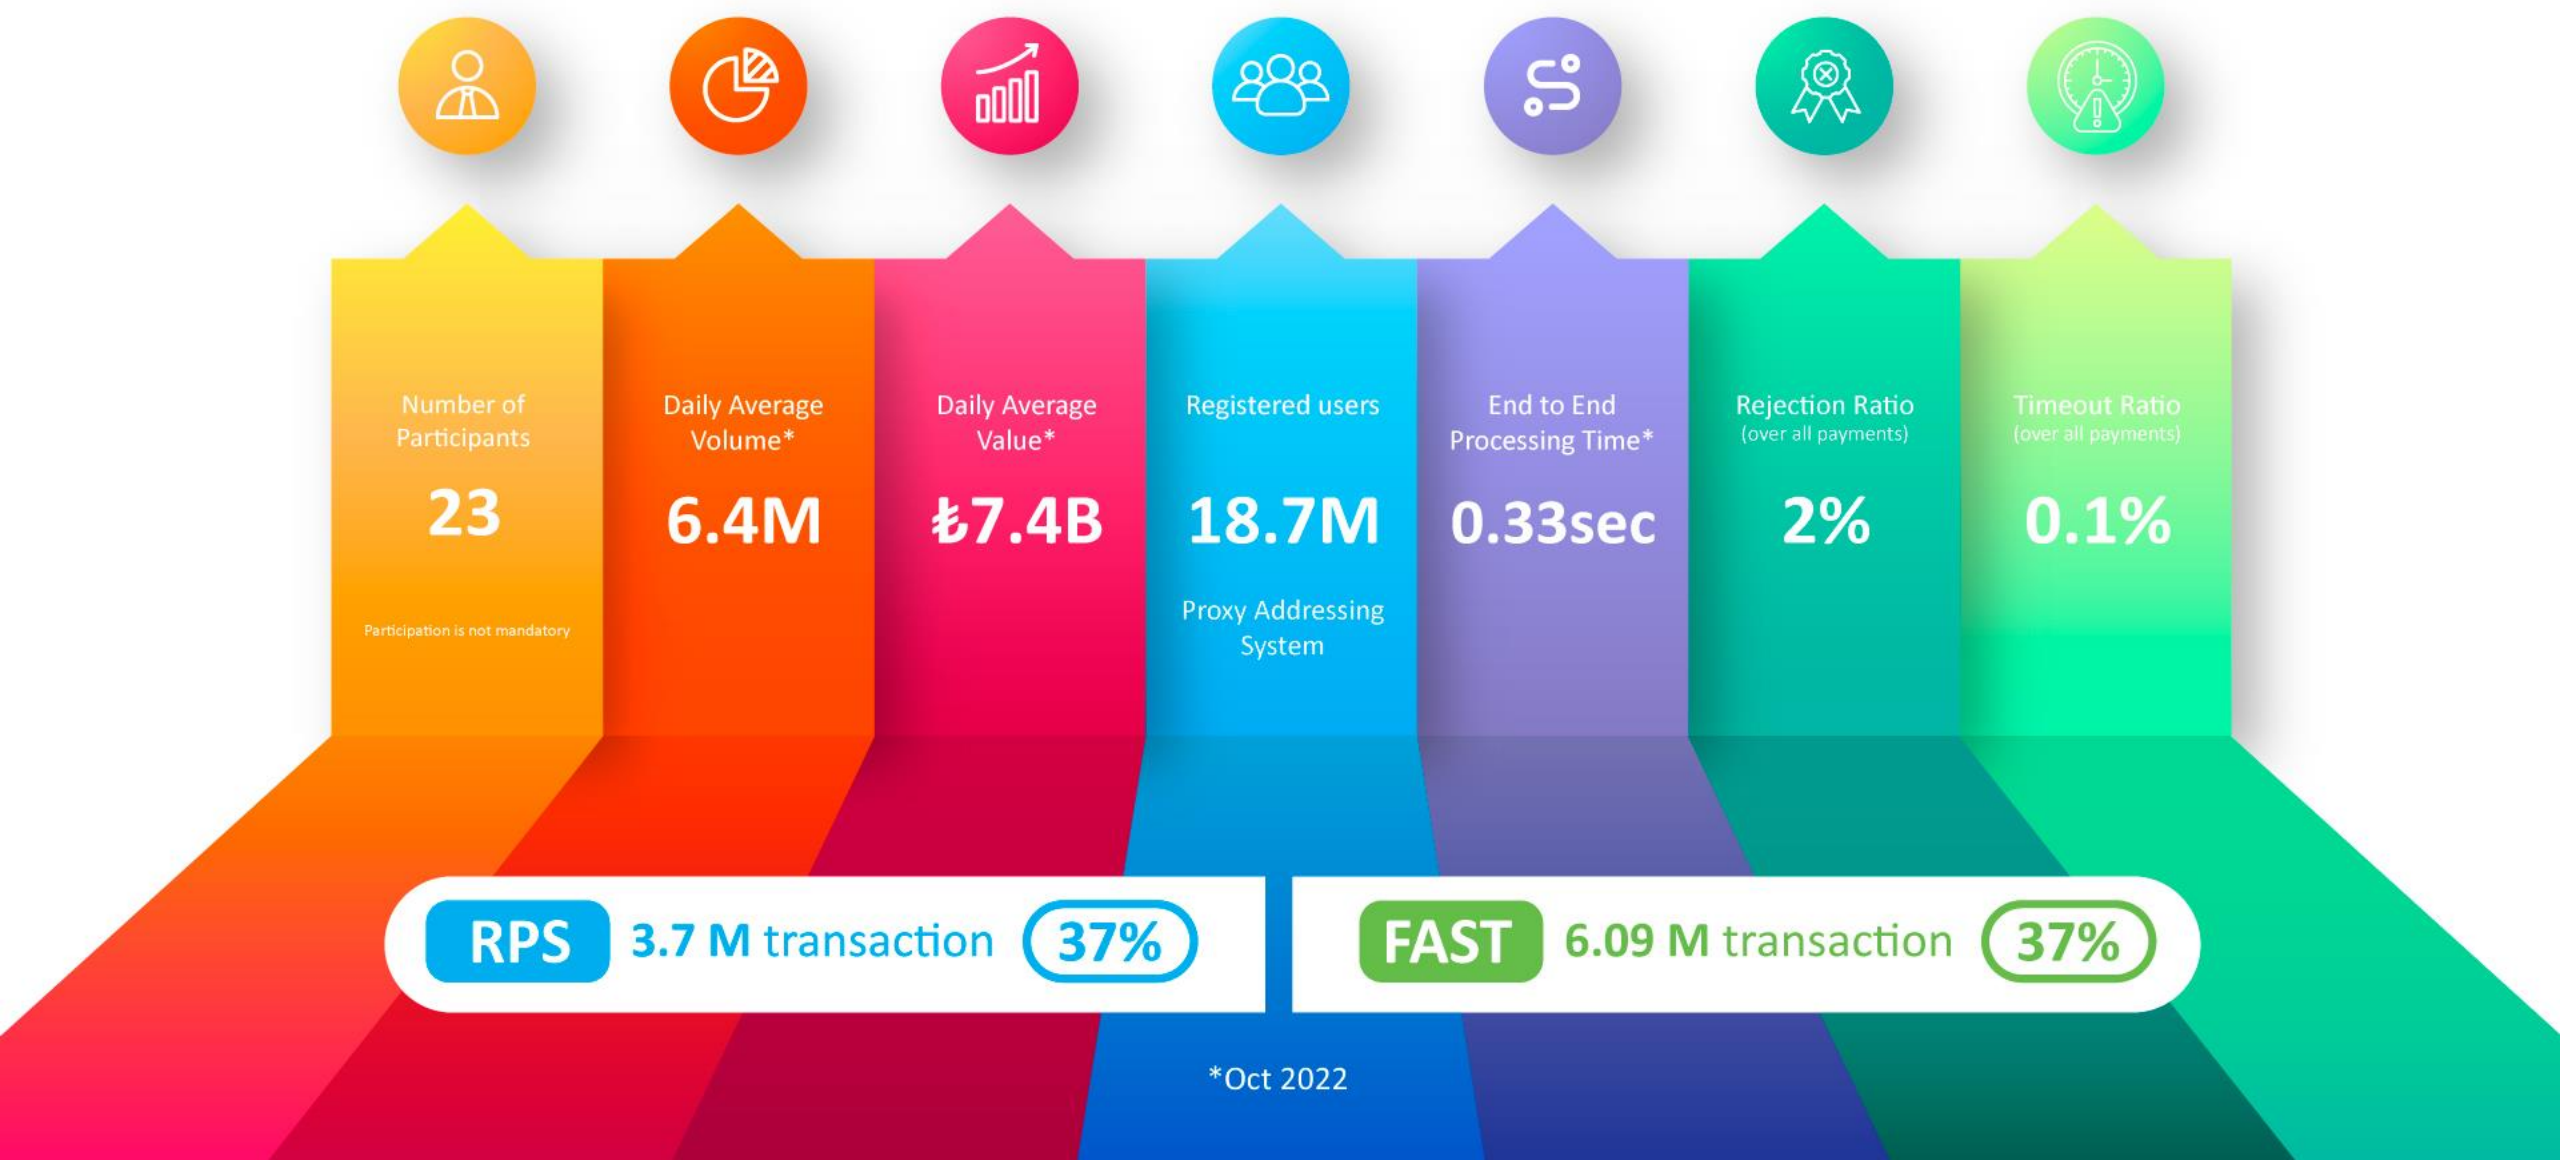 Number of
Participants
23
Participation is not mandatory
Daily Average
Volume*
6.4M
Daily Average
Value*
₺7.4B
Registered users
18.7M
Proxy Addressing
System
End to End
Processing Time*
0.33sec
Rejection Ratio
(over all payments)
2%
Timeout Ratio
(over all payments)
0.1%
RPS 3.7 M transaction 37%
FAST 6.09 M transaction 37%
*Oct 2022